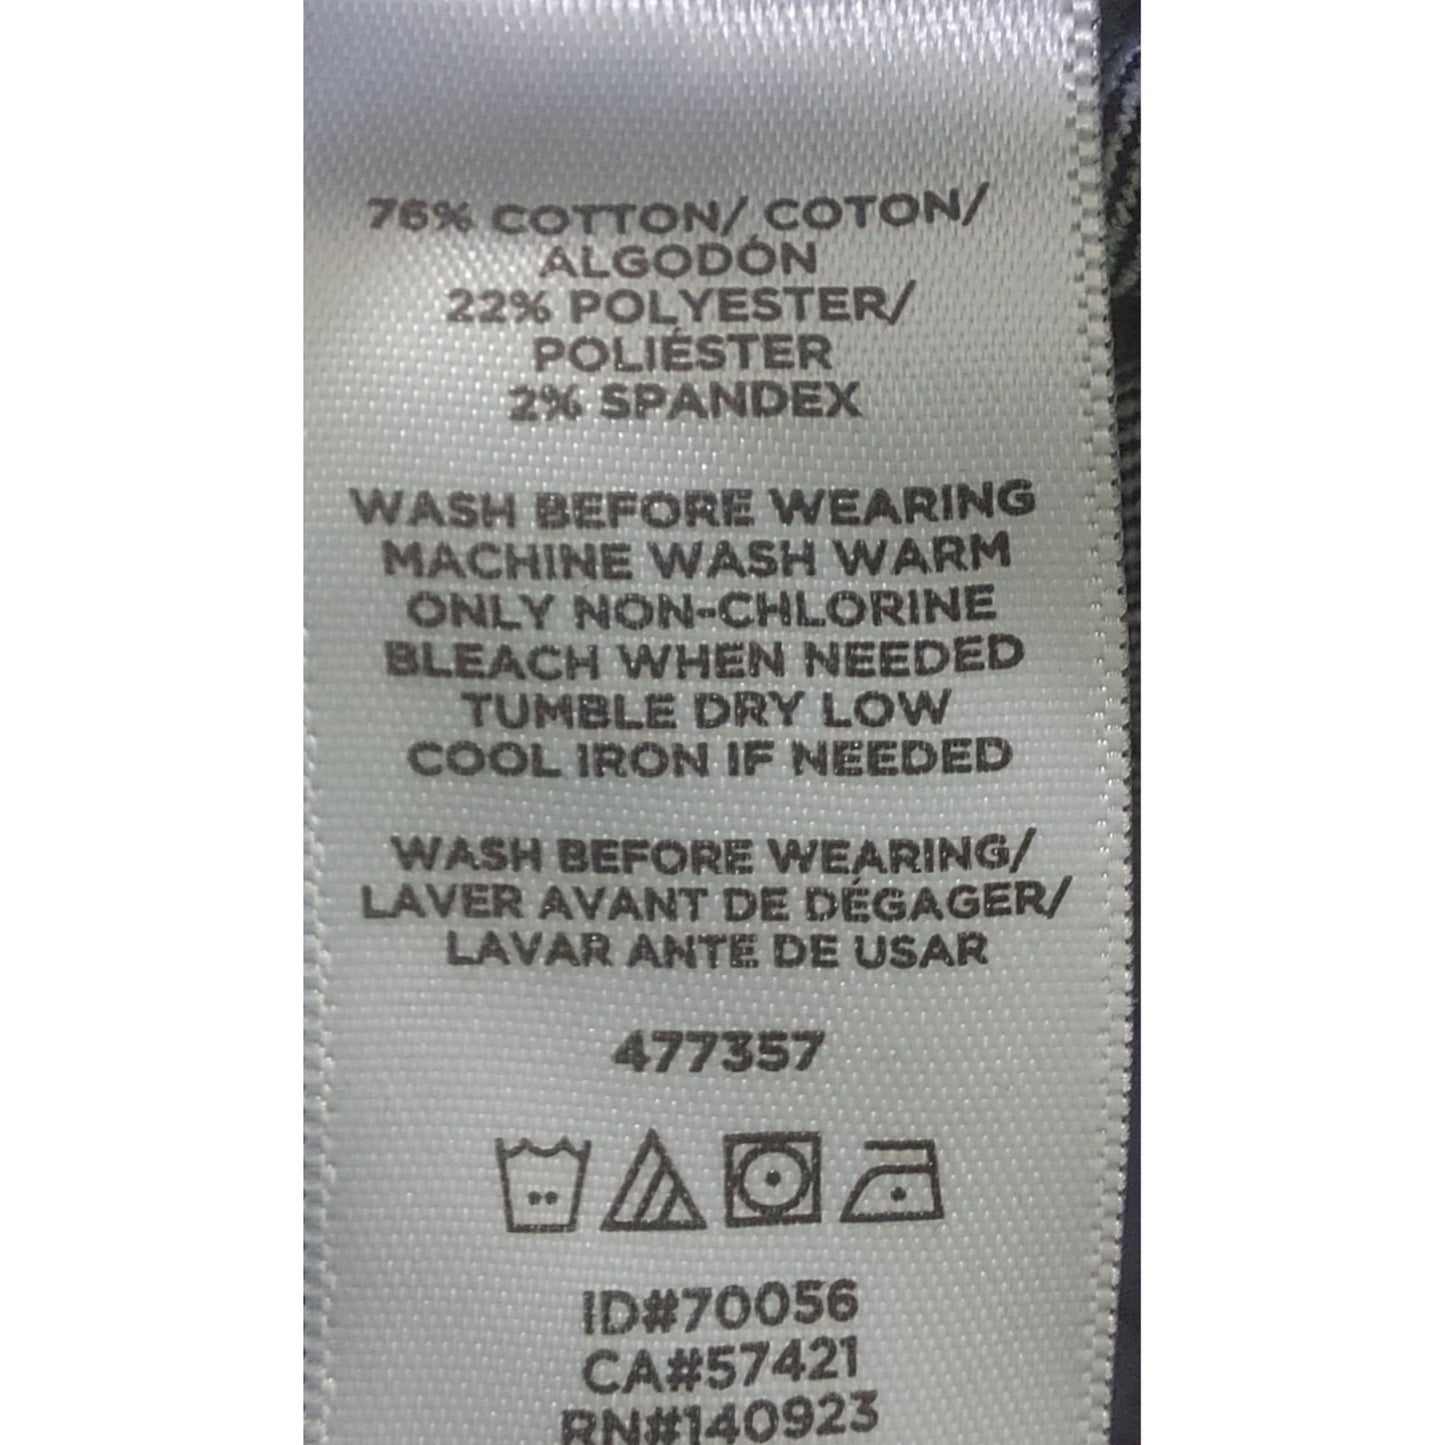 76% COTTON/ COTON/
ALGODÓN
22% POLYESTER/
POLIÉSTER
2% SPANDEX
WASH BEFORE WEARING
MACHINE WASH WARM
ONLY NON-CHLORINE
BLEACH WHEN NEEDED
TUMBLE DRY LOW
COOL IRON IF NEEDED
WASH BEFORE WEARING/
LAVER AVANT DE DÉGAGER/
LAVAR ANTE DE USAR
477357
ID#70056
CA#57421
RN#140923